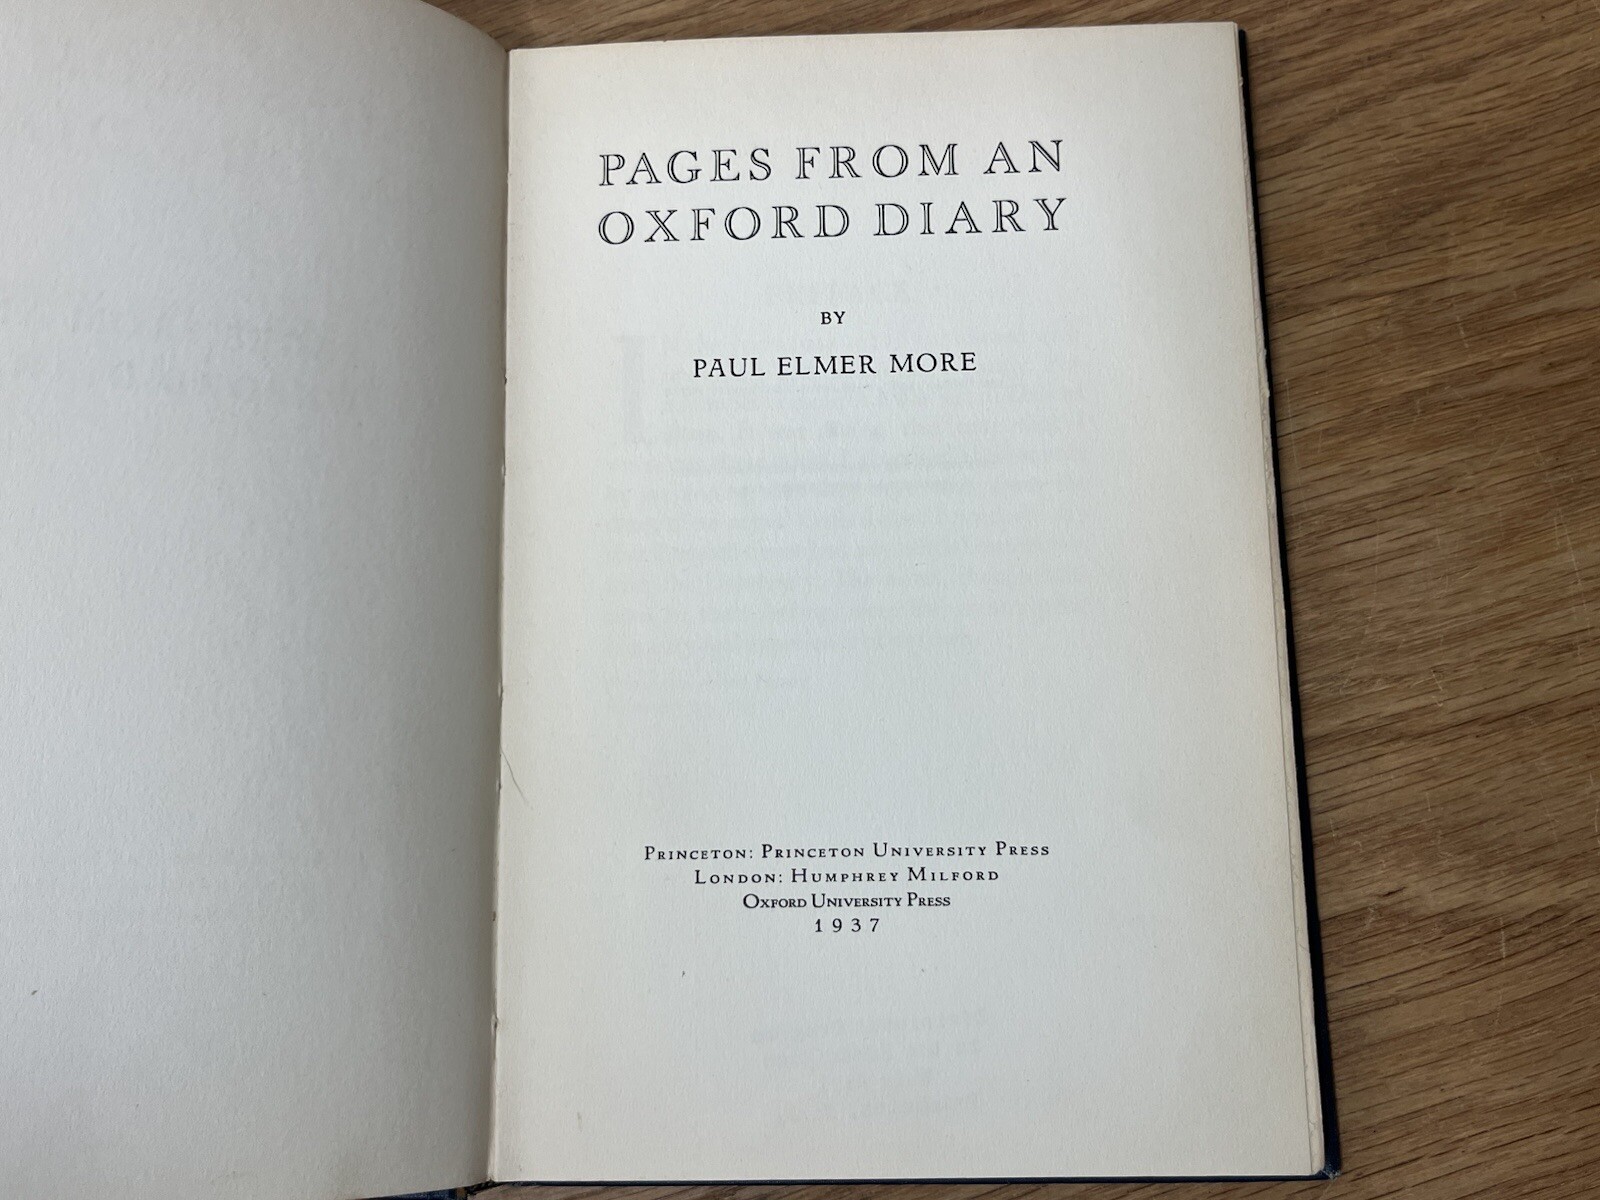 PAGES FROM AN
OXFORD DIARY
BY
PAUL ELMER MORE
PRINCETON: PRINCETON UNIVERSITY PRESS
LONDON: HUMPHREY MILFORD
OXFORD UNIVERSITY PRESS
1937